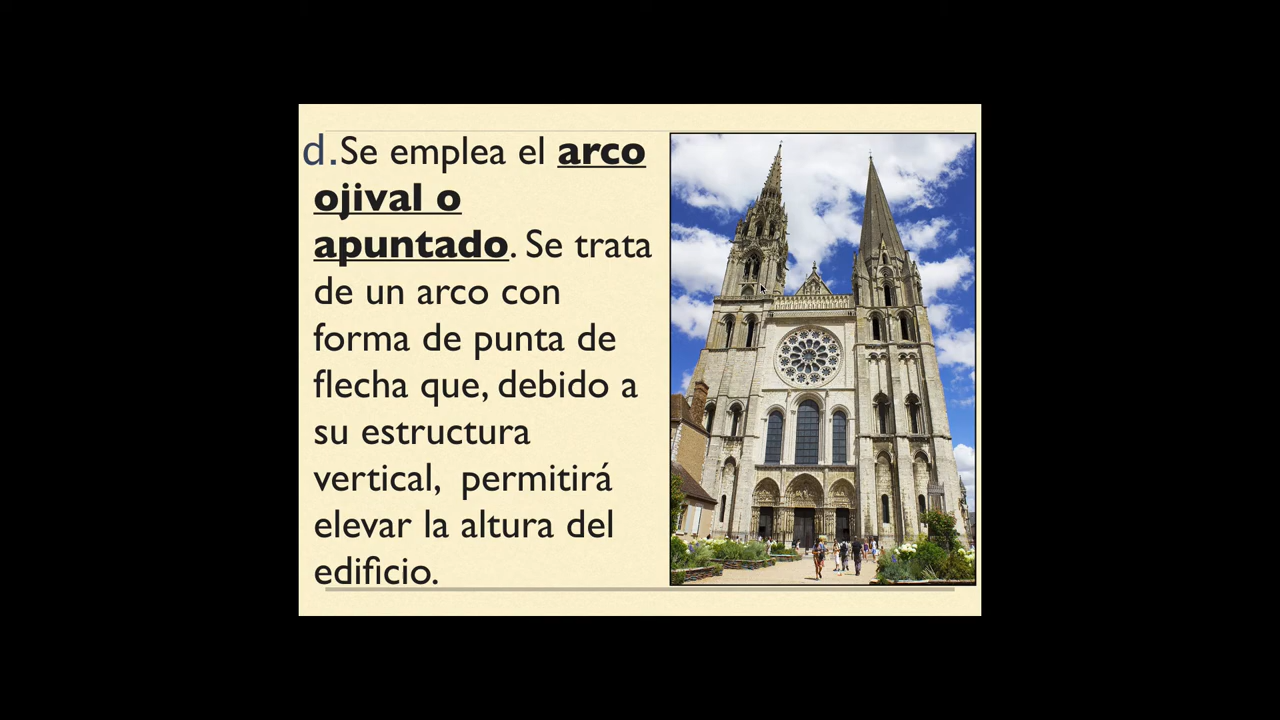 d.Se emplea el arco
ojival o
apuntado. Se trata
de un arco con
forma de punta de
flecha que, debido a
su estructura
vertical, permitirá
elevar la altura del
edificio.